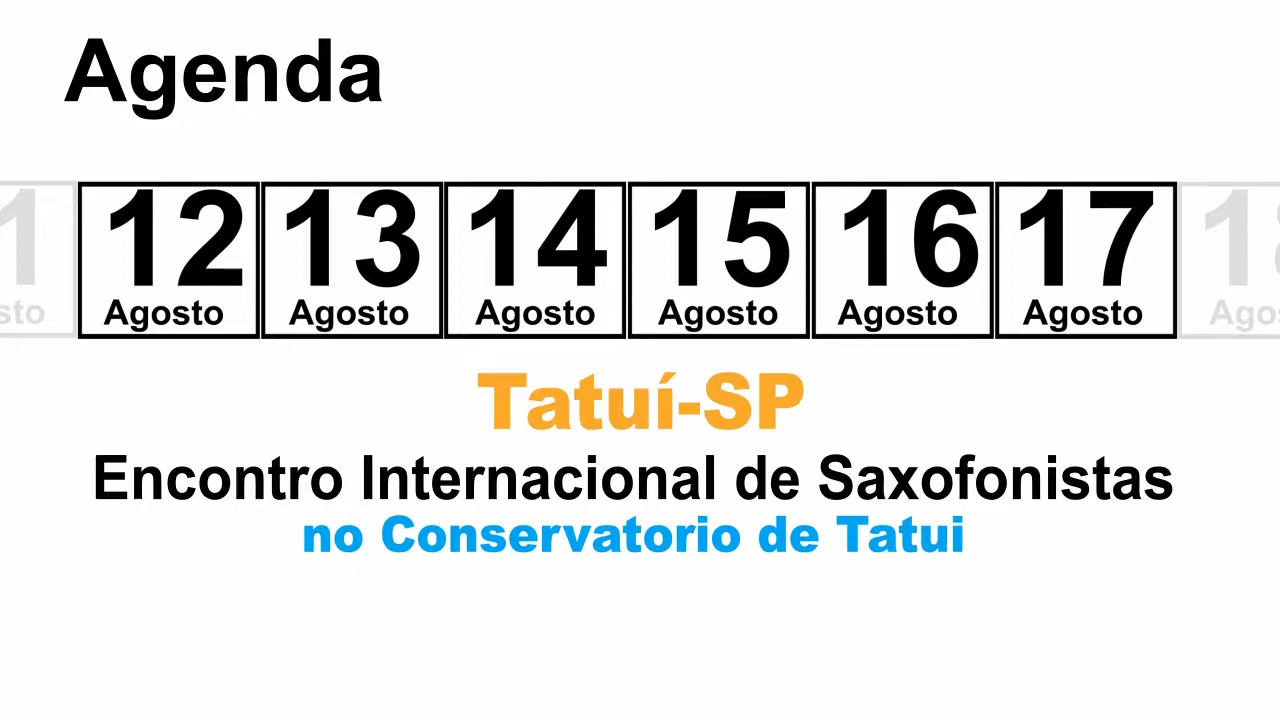 Agenda
12 13 14 15 16 17
Agosto Agosto Agosto Agosto Agosto Agosto
Tatuí-SP
Encontro Internacional de Saxofonistas
no Conservatorio de Tatui